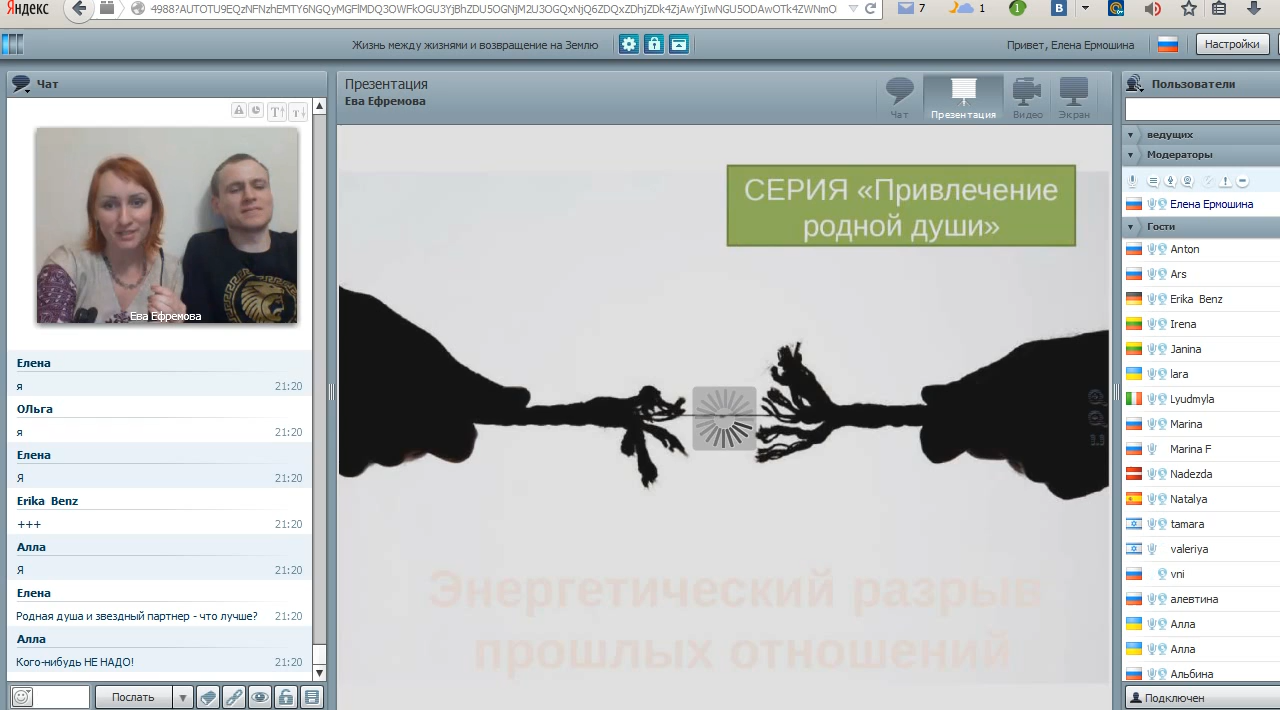 Яндекс
7
1
1
B
Жизнь между жизнями и возвращение на Землю
Привет, Елена Ермошина
Настройки
Чат
Ева Ефремова
Елена
я
21:20
ОЛьга
я
21:20
Елена
Я
21:20
Erika Benz
+++
21:20
Алла
Я
21:20
Елена
Родная душа и звездный партнер - что лучше?
21:20
Алла
Кого-нибудь НЕ НАДО!
21:20
Послать
Презентация
Ева Ефремова
Чат
Презентация
Видео
Экран
СЕРИЯ «Привлечение
родной души»
Энергетический разрыв
прошлых отношений
Пользователи
ведущих
Модераторы
Елена Ермошина
Гости
Anton
Ars
Erika Benz
Irena
Janina
lara
Lyudmyla
Marina
Marina F
Nadezda
Natalya
tamara
valeriya
vni
алевтина
Алла
Алла
Альбина
Подключен